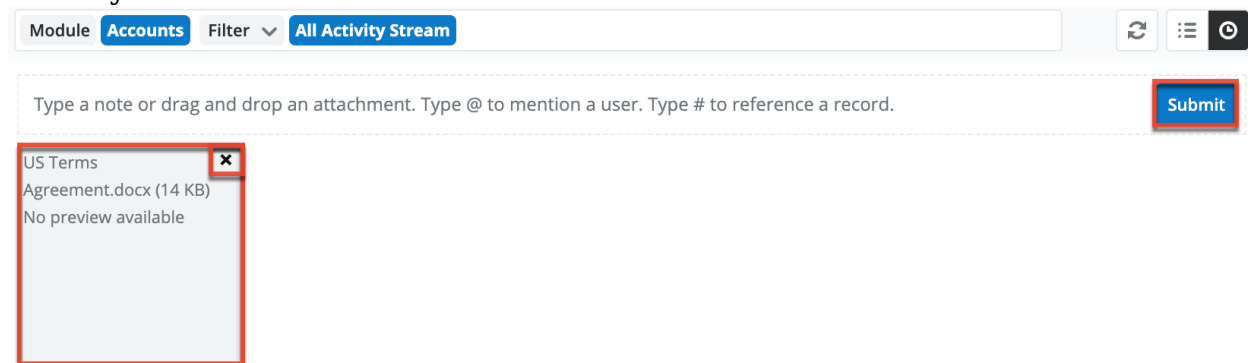 Module Accounts Filter All Activity Stream
Type a note or drag and drop an attachment. Type @ to mention a user. Type # to reference a record.
Submit
US Terms
Agreement.docx (14 KB)
No preview available